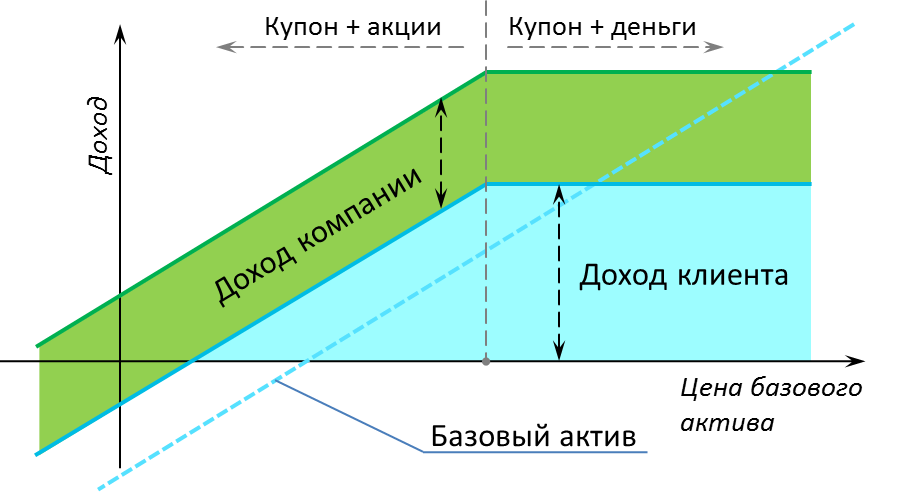 Купон + акции
Купон + деньги
Доход
Доход компании
Доход клиента
Цена базового
актива
Базовый актив